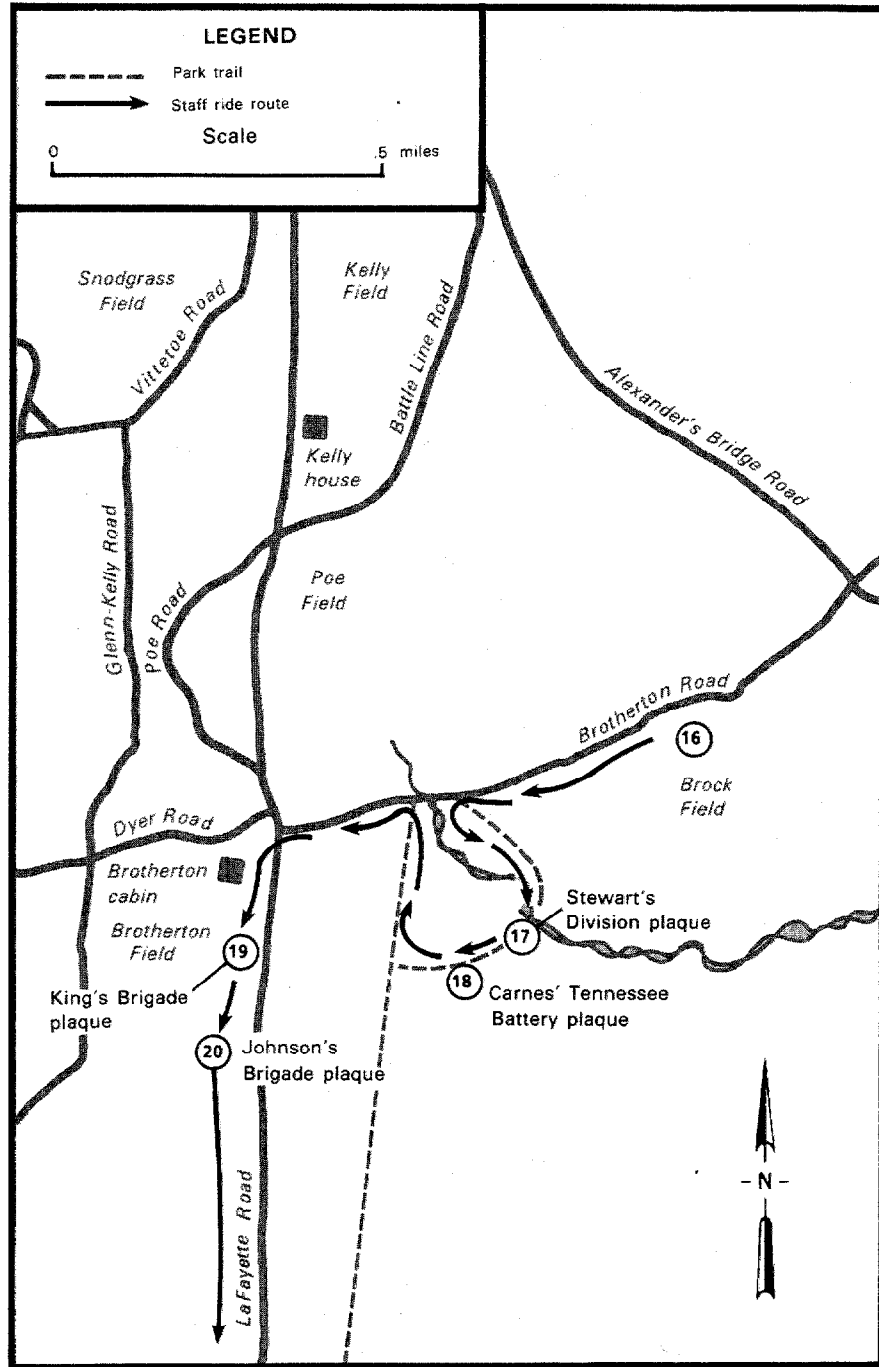 LEGEND
Park trail
Staff ride route
Scale
0 .5 miles
Snodgrass
Field
Vittetoe Road
Kelly
Field
Battle Line Road
Alexander's Bridge Road
Kelly
house
Glenn-Kelly Road
Poe Road
Poe
Field
Brotherton Road
16
Brock
Field
Dyer Road
Brotherton
cabin
Brotherton
Field
Stewart's
Division plaque
17
19
18
King's Brigade
plaque
Carnes' Tennessee
Battery plaque
20
Johnson's
Brigade plaque
LaFayette Road
- N -